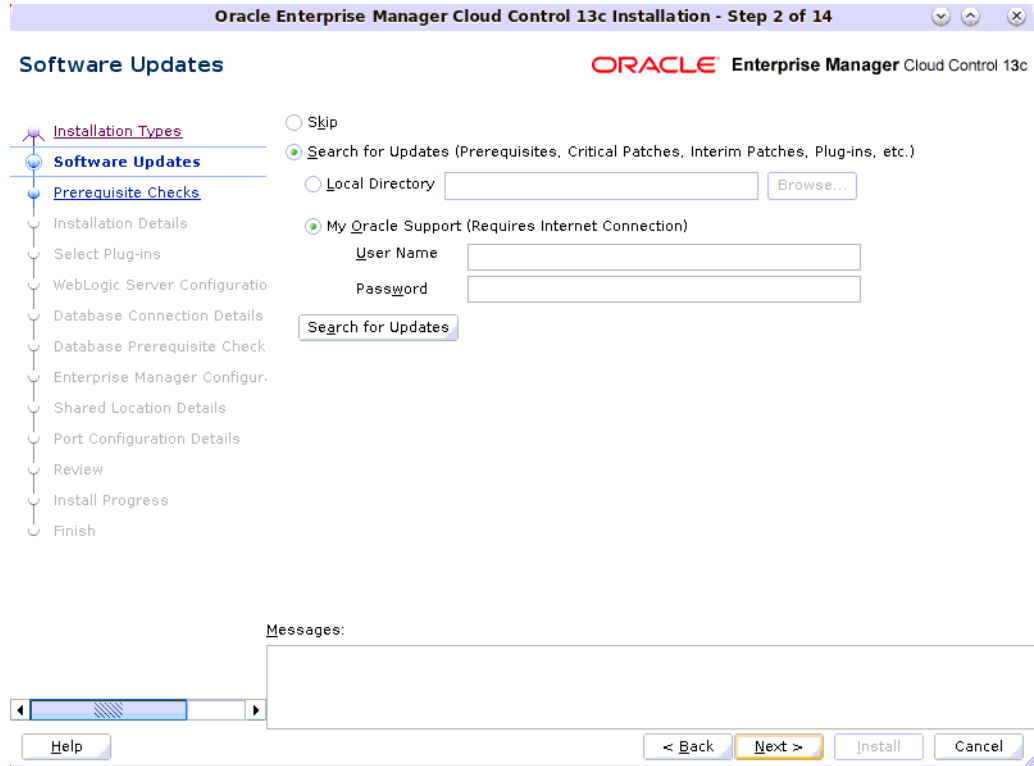 Oracle Enterprise Manager Cloud Control 13c Installation - Step 2 of 14
Software Updates
ORACLE Enterprise Manager Cloud Control 13c
Installation Types
Software Updates
Prerequisite Checks
Installation Details
Select Plug-ins
WebLogic Server Configuratio
Database Connection Details
Database Prerequisite Check
Enterprise Manager Configur
Shared Location Details
Port Configuration Details
Review
Install Progress
Finish
Skip
Search for Updates (Prerequisites, Critical Patches, Interim Patches, Plug-ins, etc.)
Local Directory
Browse...
My Oracle Support (Requires Internet Connection)
User Name
Password
Search for Updates
Messages:
Help
< Back
Next >
Install
Cancel